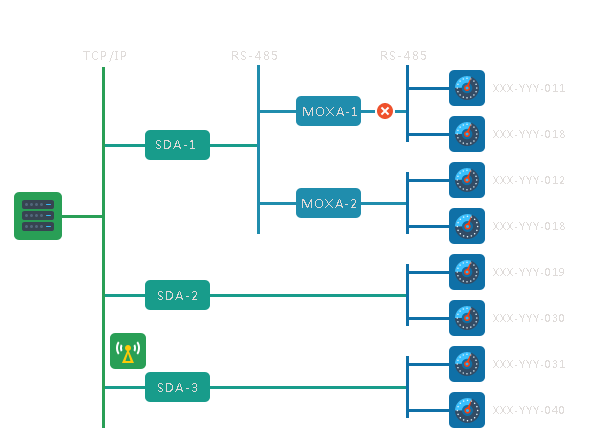 TCP/IP
RS-485
RS-485
MOXA-1
XXX-YYY-011
XXX-YYY-018
SDA-1
MOXA-2
XXX-YYY-012
XXX-YYY-018
SDA-2
XXX-YYY-019
XXX-YYY-030
SDA-3
XXX-YYY-031
XXX-YYY-040